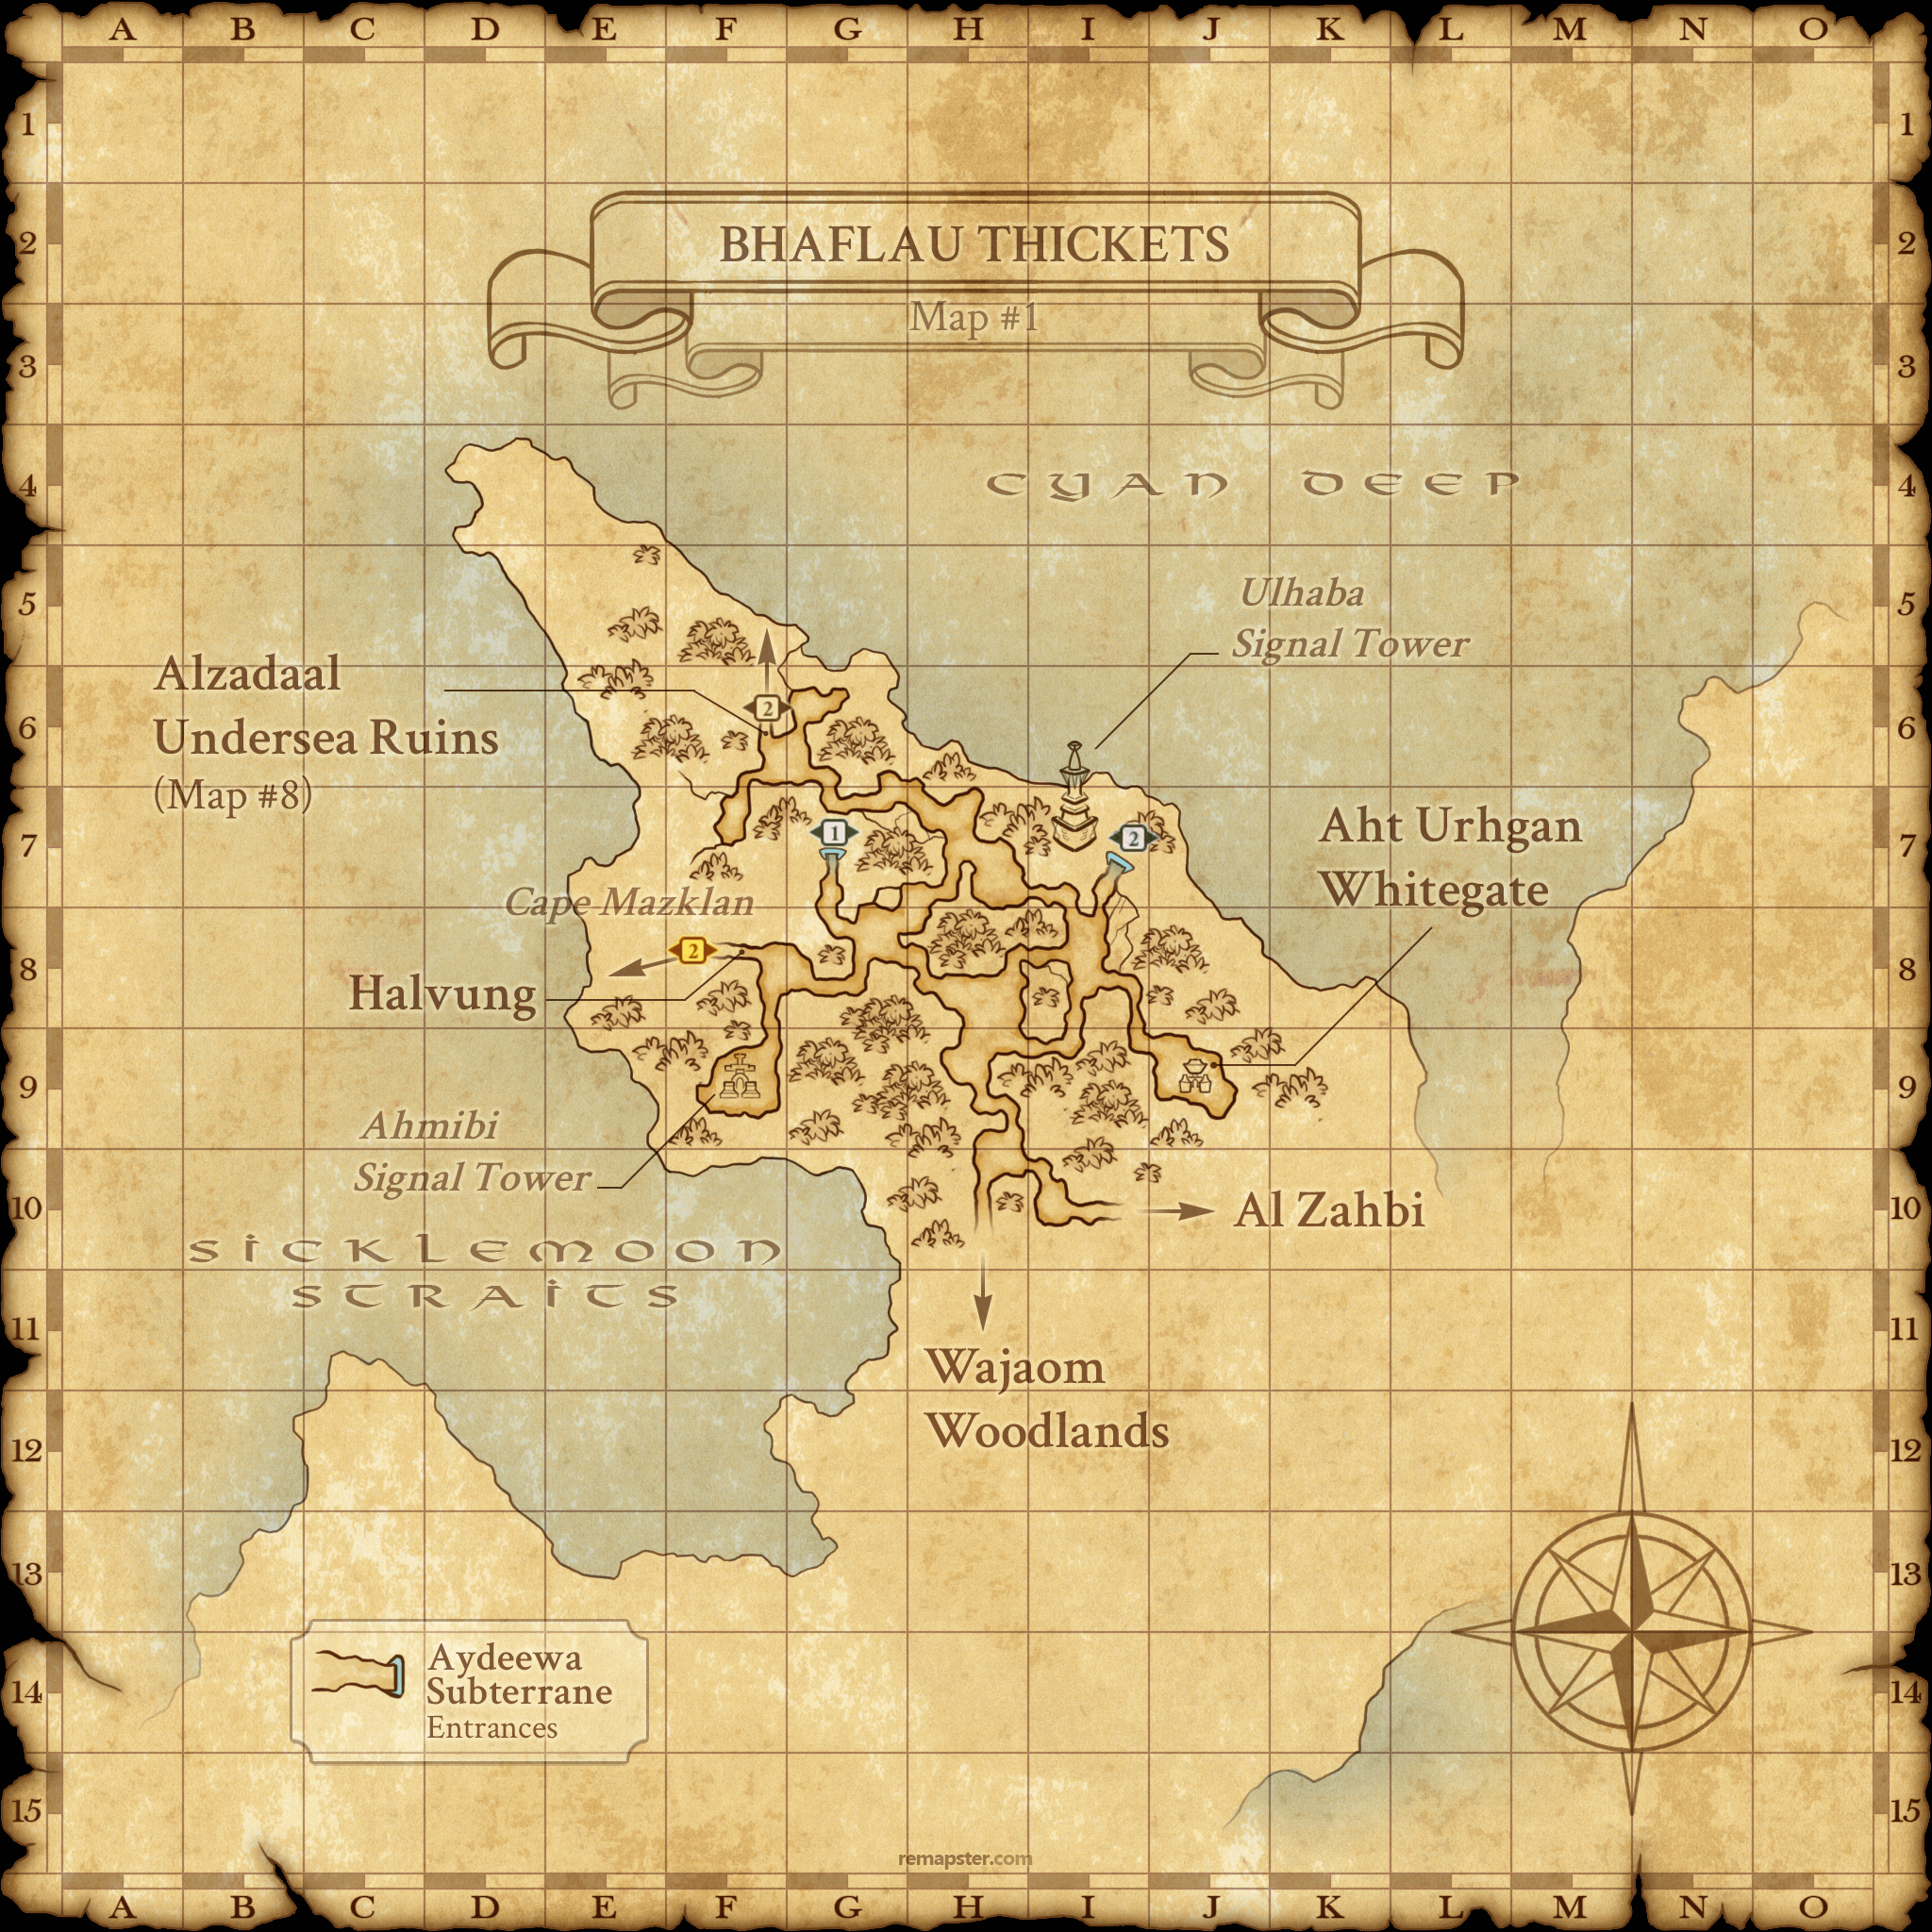 A B C D E F G H I J K L M N O
1 1
2 2
BHAFLAU THICKETS
Map #1
3 3
CYAN DEEP
4 4
5 5
Ulhaba
Signal Tower
Alzadaal
Undersea Ruins
(Map #8)
2
6 6
Aht Urhgan
Whitegate
1
2
7 7
Cape Mazklan
2
Halvung
8 8
9 9
Ahmibi
Signal Tower
10 10
Al Zahbi
SICKLEMOON
STRAITS
11 11
Wajaom
Woodlands
12 12
13 13
Aydeewa
Subterrane
Entrances
14 14
15 15
remapster.com
A B C D E F G H I J K L M N O